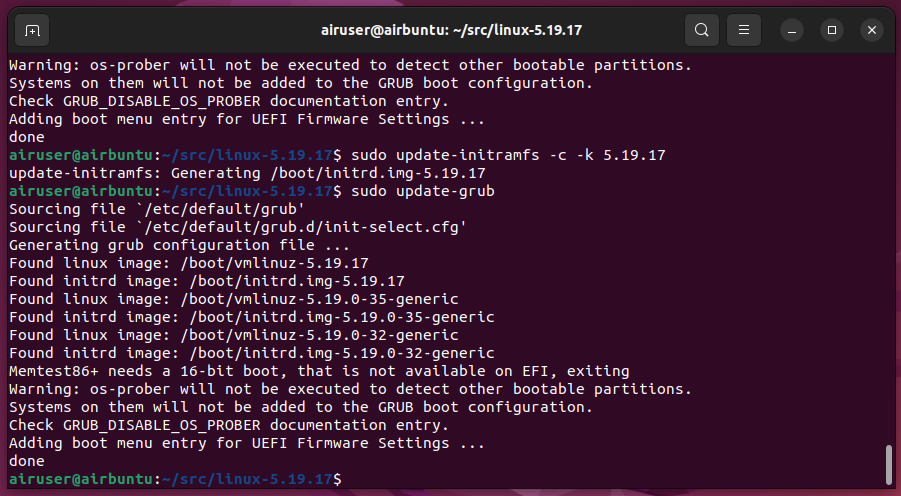 airuser@airbuntu: ~/src/linux-5.19.17
Warning: os-prober will not be executed to detect other bootable partitions.
Systems on them will not be added to the GRUB boot configuration.
Check GRUB_DISABLE_OS_PROBER documentation entry.
Adding boot menu entry for UEFI Firmware Settings ...
done
airuser@airbuntu:~/src/linux-5.19.17$ sudo update-initramfs -c -k 5.19.17
update-initramfs: Generating /boot/initrd.img-5.19.17
airuser@airbuntu:~/src/linux-5.19.17$ sudo update-grub
Sourcing file `/etc/default/grub'
Sourcing file `/etc/default/grub.d/init-select.cfg'
Generating grub configuration file ...
Found linux image: /boot/vmlinuz-5.19.17
Found initrd image: /boot/initrd.img-5.19.17
Found linux image: /boot/vmlinuz-5.19.0-35-generic
Found initrd image: /boot/initrd.img-5.19.0-35-generic
Found linux image: /boot/vmlinuz-5.19.0-32-generic
Found initrd image: /boot/initrd.img-5.19.0-32-generic
Memtest86+ needs a 16-bit boot, that is not available on EFI, exiting
Warning: os-prober will not be executed to detect other bootable partitions.
Systems on them will not be added to the GRUB boot configuration.
Check GRUB_DISABLE_OS_PROBER documentation entry.
Adding boot menu entry for UEFI Firmware Settings ...
done
airuser@airbuntu:~/src/linux-5.19.17$